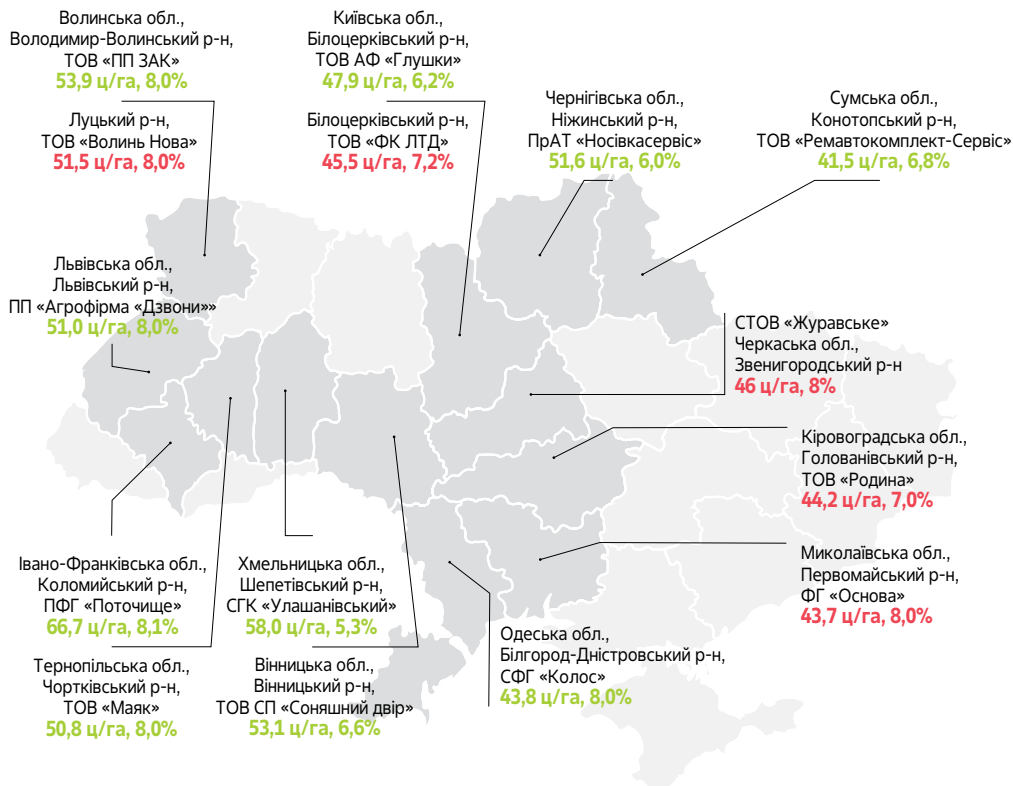 Волинська обл.,
Володимир-Волинський р-н,
ТОВ «ПП ЗАК»
53,9 ц/га, 8,0%
Луцький р-н,
ТОВ «Волинь Нова»
51,5 ц/га, 8,0%
Київська обл.,
Білоцерківський р-н,
ТОВ АФ «Глушки»
47,9 ц/га, 6,2%
Білоцерківський р-н,
ТОВ «ФК ЛТД»
45,5 ц/га, 7,2%
Чернігівська обл.,
Ніжинський р-н,
ПрАТ «Носівкасервіс»
51,6 ц/га, 6,0%
Сумська обл.,
Конотопський р-н,
ТОВ «Ремавтокомплект-Сервіс»
41,5 ц/га, 6,8%
Львівська обл.,
Львівський р-н,
ПП «Агрофірма «Дзвони»»
51,0 ц/га, 8,0%
СТОВ «Журавське»
Черкаська обл.,
Звенигородський р-н
46 ц/га, 8%
Кіровоградська обл.,
Голованівський р-н,
ТОВ «Родина»
44,2 ц/га, 7,0%
Миколаївська обл.,
Первомайський р-н,
ФГ «Основа»
43,7 ц/га, 8,0%
Івано-Франківська обл.,
Коломийський р-н,
ПФГ «Поточище»
66,7 ц/га, 8,1%
Хмельницька обл.,
Шепетівський р-н,
СГК «Улашанівський»
58,0 ц/га, 5,3%
Одеська обл.,
Білгород-Дністровський р-н,
СФГ «Колос»
43,8 ц/га, 8,0%
Тернопільська обл.,
Чортківський р-н,
ТОВ «Маяк»
50,8 ц/га, 8,0%
Вінницька обл.,
Вінницький р-н,
ТОВ СП «Соняшний двір»
53,1 ц/га, 6,6%